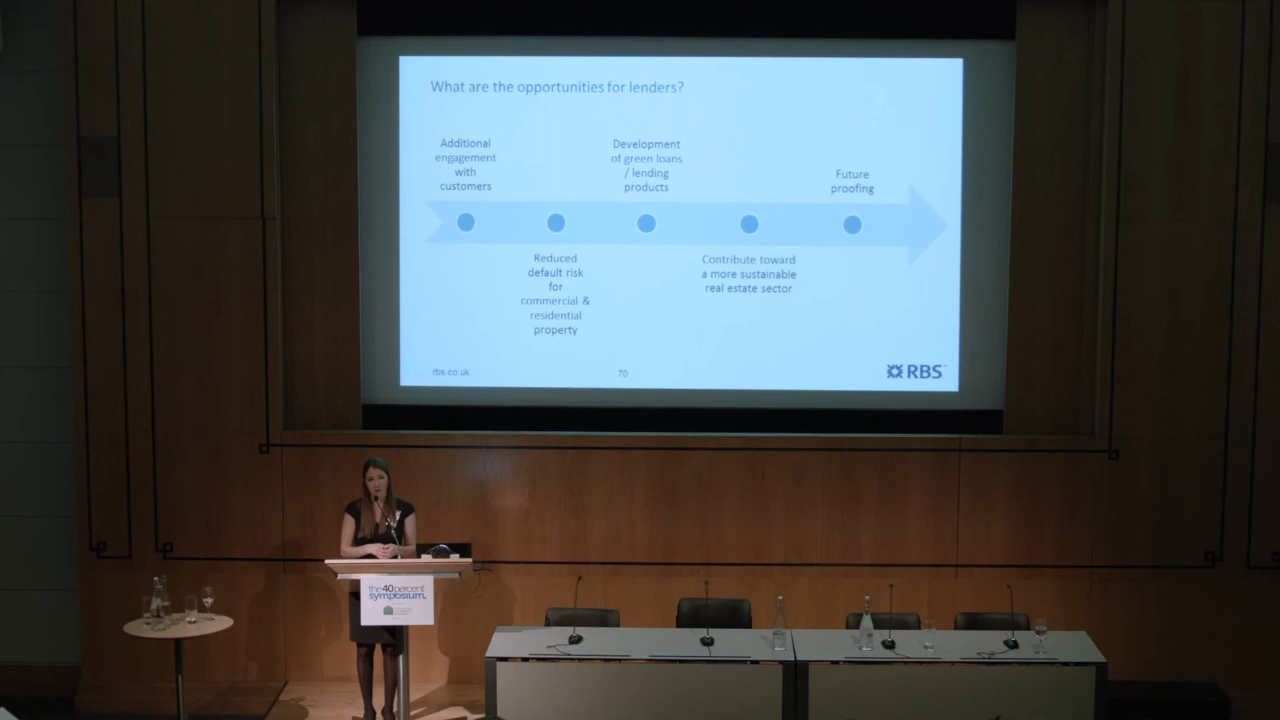 What are the opportunities for lenders?
Additional
engagement
with
customers
Development
of green loans
/ lending
products
Future
proofing
Reduced
default risk
for
commercial &
residential
property
Contribute toward
a more sustainable
real estate sector
rbs.co.uk
70
RBS
the40percent
symposium.